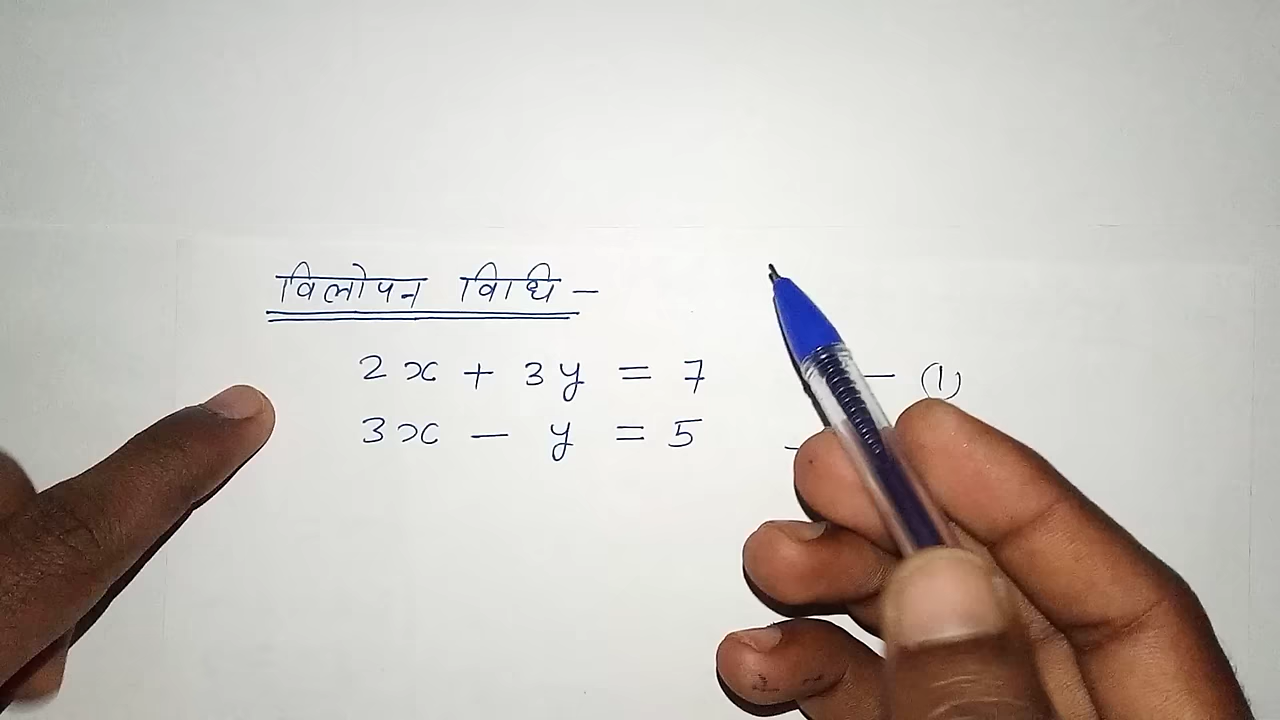 विलोपन विधि -
2x + 3y = 7 — (1)
3x - y = 5 -